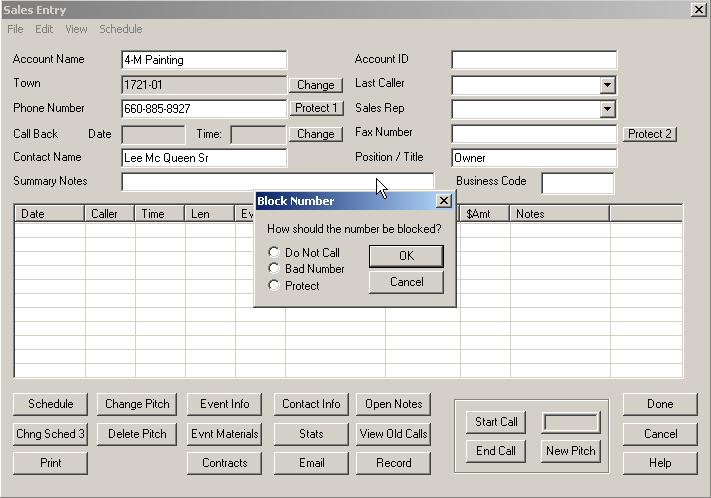 Sales Entry
File Edit View Schedule
Account Name 4-M Painting Account ID
Town 1721-01 Change Last Caller
Phone Number 660-885-8927 Protect 1 Sales Rep
Call Back Date Time: Change Fax Number Protect 2
Contact Name Lee Mc Queen Sr Position / Title Owner
Summary Notes Business Code
Date Caller Time Len Ev $Amt Notes
Block Number
How should the number be blocked?
Do Not Call OK
Bad Number
Protect Cancel
Schedule Change Pitch Event Info Contact Info Open Notes Done
Chng Sched 3 Delete Pitch Evnt Materials Stats View Old Calls Start Call Cancel
Print Contracts Email Record End Call New Pitch Help